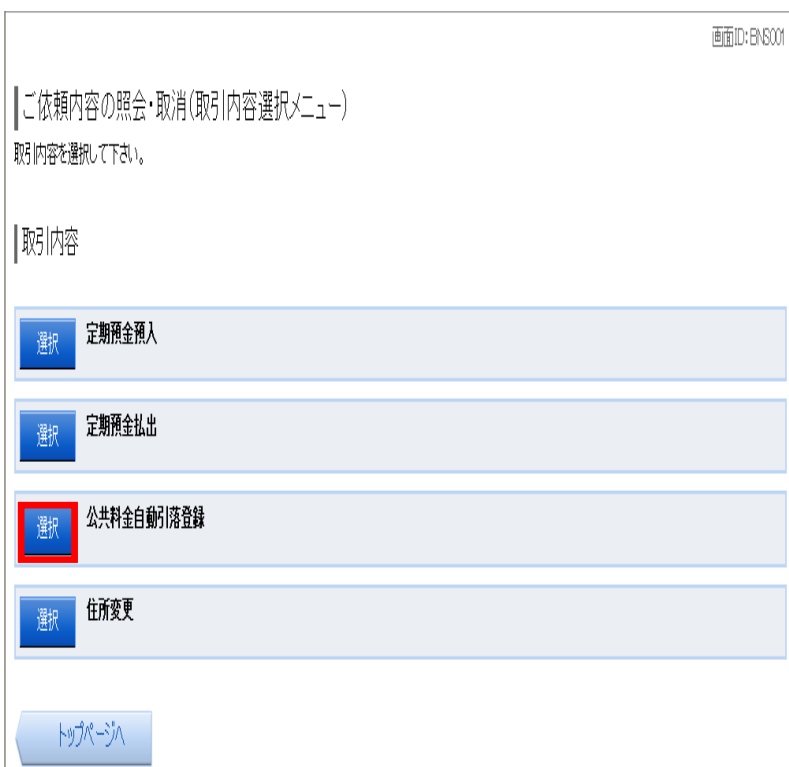 画面ID:BNS001
ご依頼内容の照会・取消(取引内容選択メニュー)
取引内容を選択して下さい。
取引内容
選択 定期預金預入
選択 定期預金払出
選択 公共料金自動引落登録
選択 住所変更
トップページへ